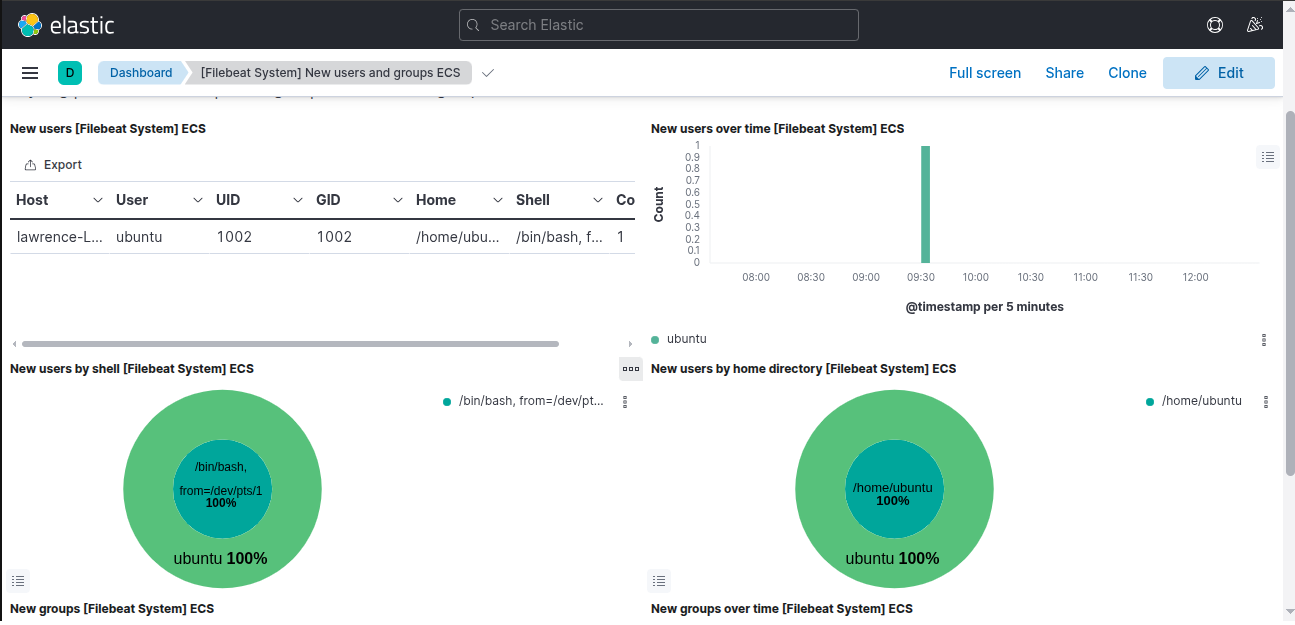 elastic
Search Elastic
D
Dashboard
[Filebeat System] New users and groups ECS
Full screen
Share
Clone
Edit
New users [Filebeat System] ECS
Export
Host User UID GID Home Shell Co
lawrence-L... ubuntu 1002 1002 /home/ubu... /bin/bash, f... 1
New users over time [Filebeat System] ECS
Count
1
0.9
0.8
0.7
0.6
0.5
0.4
0.3
0.2
0.1
0
08:00 08:30 09:00 09:30 10:00 10:30 11:00 11:30 12:00
@timestamp per 5 minutes
ubuntu
New users by shell [Filebeat System] ECS
/bin/bash, from=/dev/pt...
/bin/bash,
from=/dev/pts/1
100%
ubuntu 100%
New users by home directory [Filebeat System] ECS
/home/ubuntu
/home/ubuntu
100%
ubuntu 100%
New groups [Filebeat System] ECS
New groups over time [Filebeat System] ECS